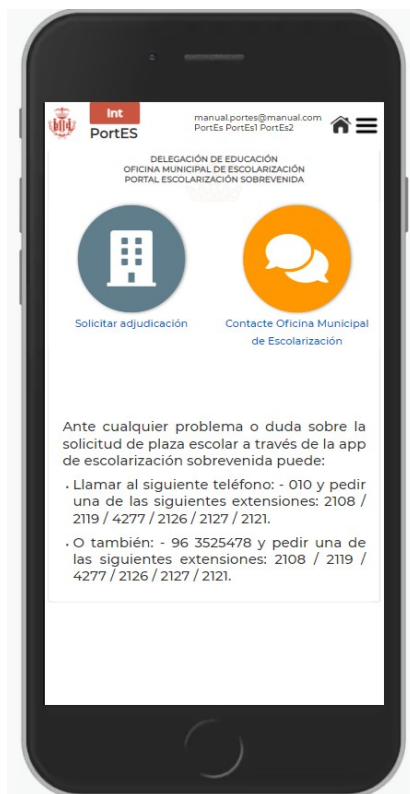 Int
PortES
manual.portes@manual.com
PortEs PortEs1 PortEs2
DELEGACIÓN DE EDUCACIÓN
OFICINA MUNICIPAL DE ESCOLARIZACIÓN
PORTAL ESCOLARIZACIÓN SOBREVENIDA
Solicitar adjudicación
Contacte Oficina Municipal
de Escolarización
Ante cualquier problema o duda sobre la
solicitud de plaza escolar a través de la app
de escolarización sobrevenida puede:
• Llamar al siguiente teléfono: - 010 y pedir
una de las siguientes extensiones: 2108 /
2119 / 4277 / 2126 / 2127 / 2121.
• O también: - 96 3525478 y pedir una de
las siguientes extensiones: 2108 / 2119 /
4277 / 2126 / 2127 / 2121.